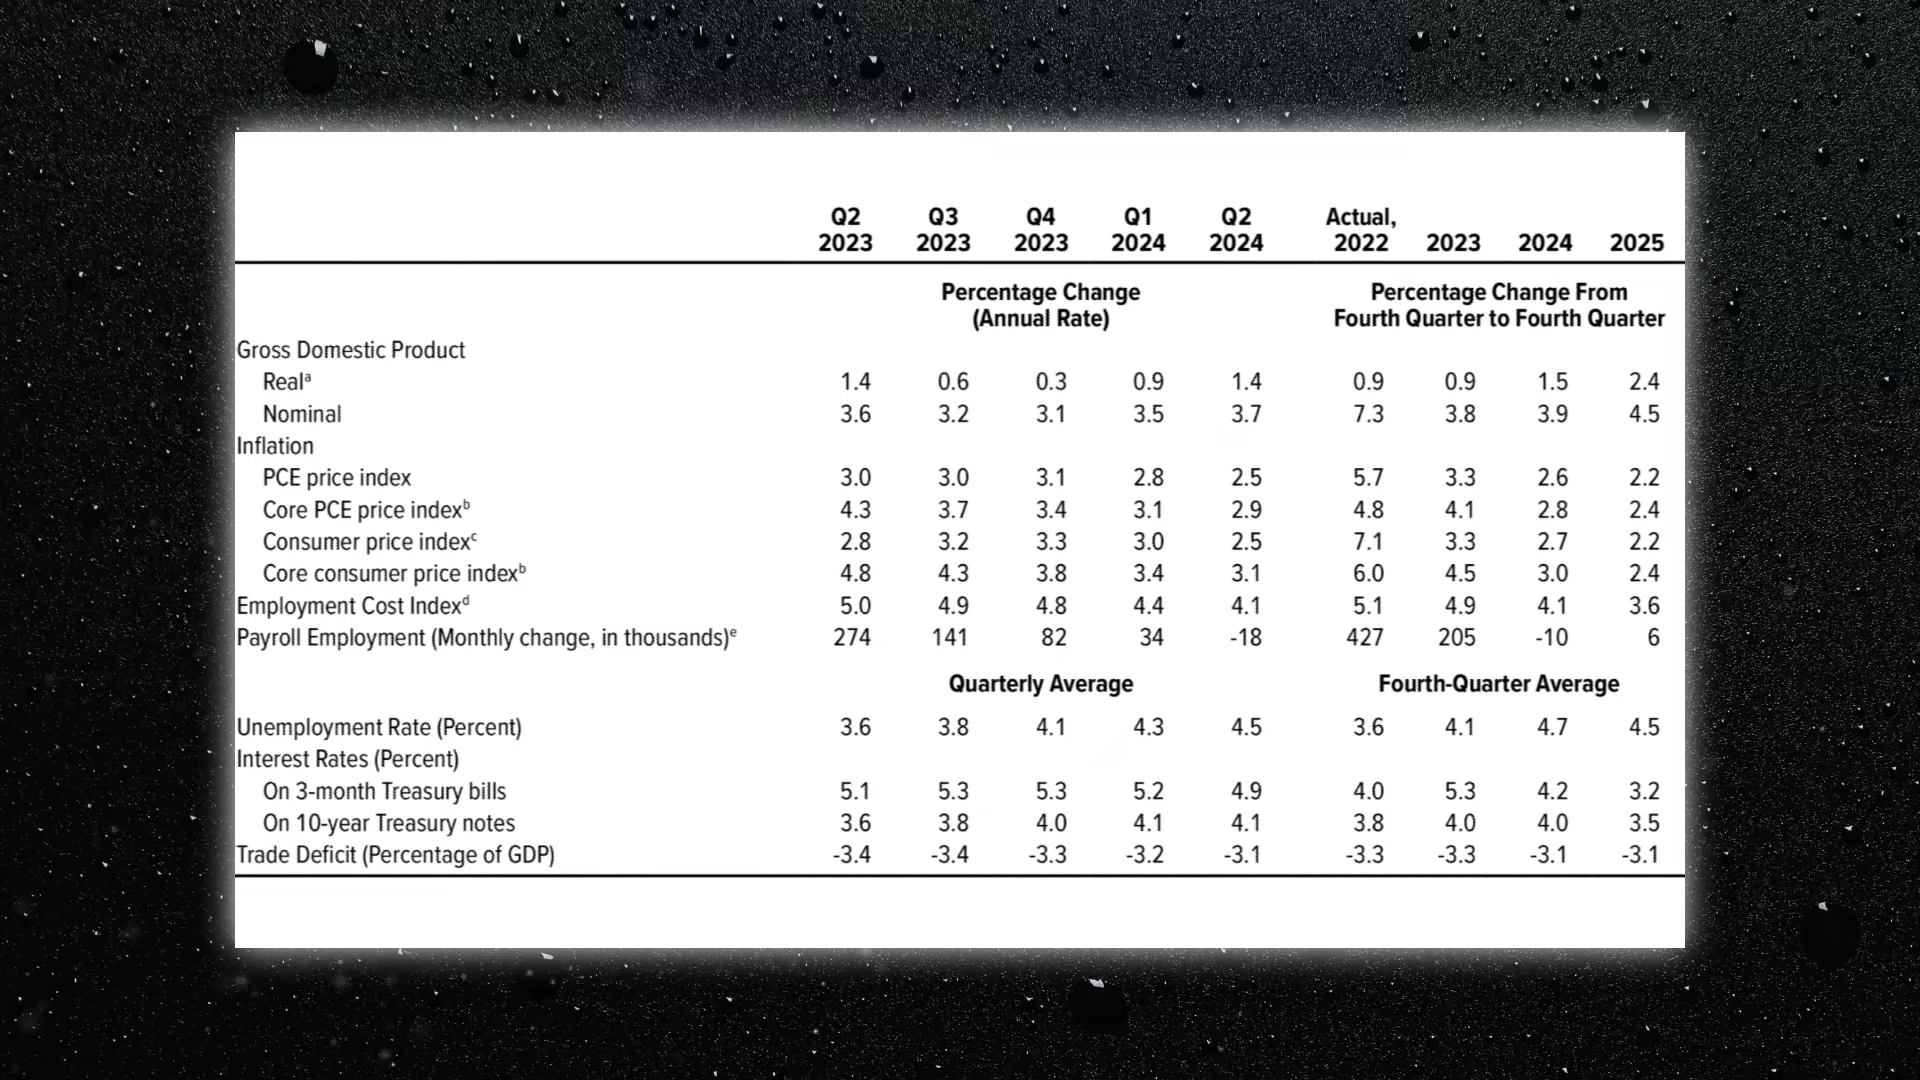 Q2 Q3 Q4 Q1 Q2 Actual,
2023 2023 2023 2024 2024 2022 2023 2024 2025
Percentage Change Percentage Change From
(Annual Rate) Fourth Quarter to Fourth Quarter
Gross Domestic Product
Realᵃ 1.4 0.6 0.3 0.9 1.4 0.9 0.9 1.5 2.4
Nominal 3.6 3.2 3.1 3.5 3.7 7.3 3.8 3.9 4.5
Inflation
PCE price index 3.0 3.0 3.1 2.8 2.5 5.7 3.3 2.6 2.2
Core PCE price indexᵇ 4.3 3.7 3.4 3.1 2.9 4.8 4.1 2.8 2.4
Consumer price indexᶜ 2.8 3.2 3.3 3.0 2.5 7.1 3.3 2.7 2.2
Core consumer price indexᵇ 4.8 4.3 3.8 3.4 3.1 6.0 4.5 3.0 2.4
Employment Cost Indexᵈ 5.0 4.9 4.8 4.4 4.1 5.1 4.9 4.1 3.6
Payroll Employment (Monthly change, in thousands)ᵉ 274 141 82 34 -18 427 205 -10 6
Quarterly Average Fourth-Quarter Average
Unemployment Rate (Percent) 3.6 3.8 4.1 4.3 4.5 3.6 4.1 4.7 4.5
Interest Rates (Percent)
On 3-month Treasury bills 5.1 5.3 5.3 5.2 4.9 4.0 5.3 4.2 3.2
On 10-year Treasury notes 3.6 3.8 4.0 4.1 4.1 3.8 4.0 4.0 3.5
Trade Deficit (Percentage of GDP) -3.4 -3.4 -3.3 -3.2 -3.1 -3.3 -3.3 -3.1 -3.1